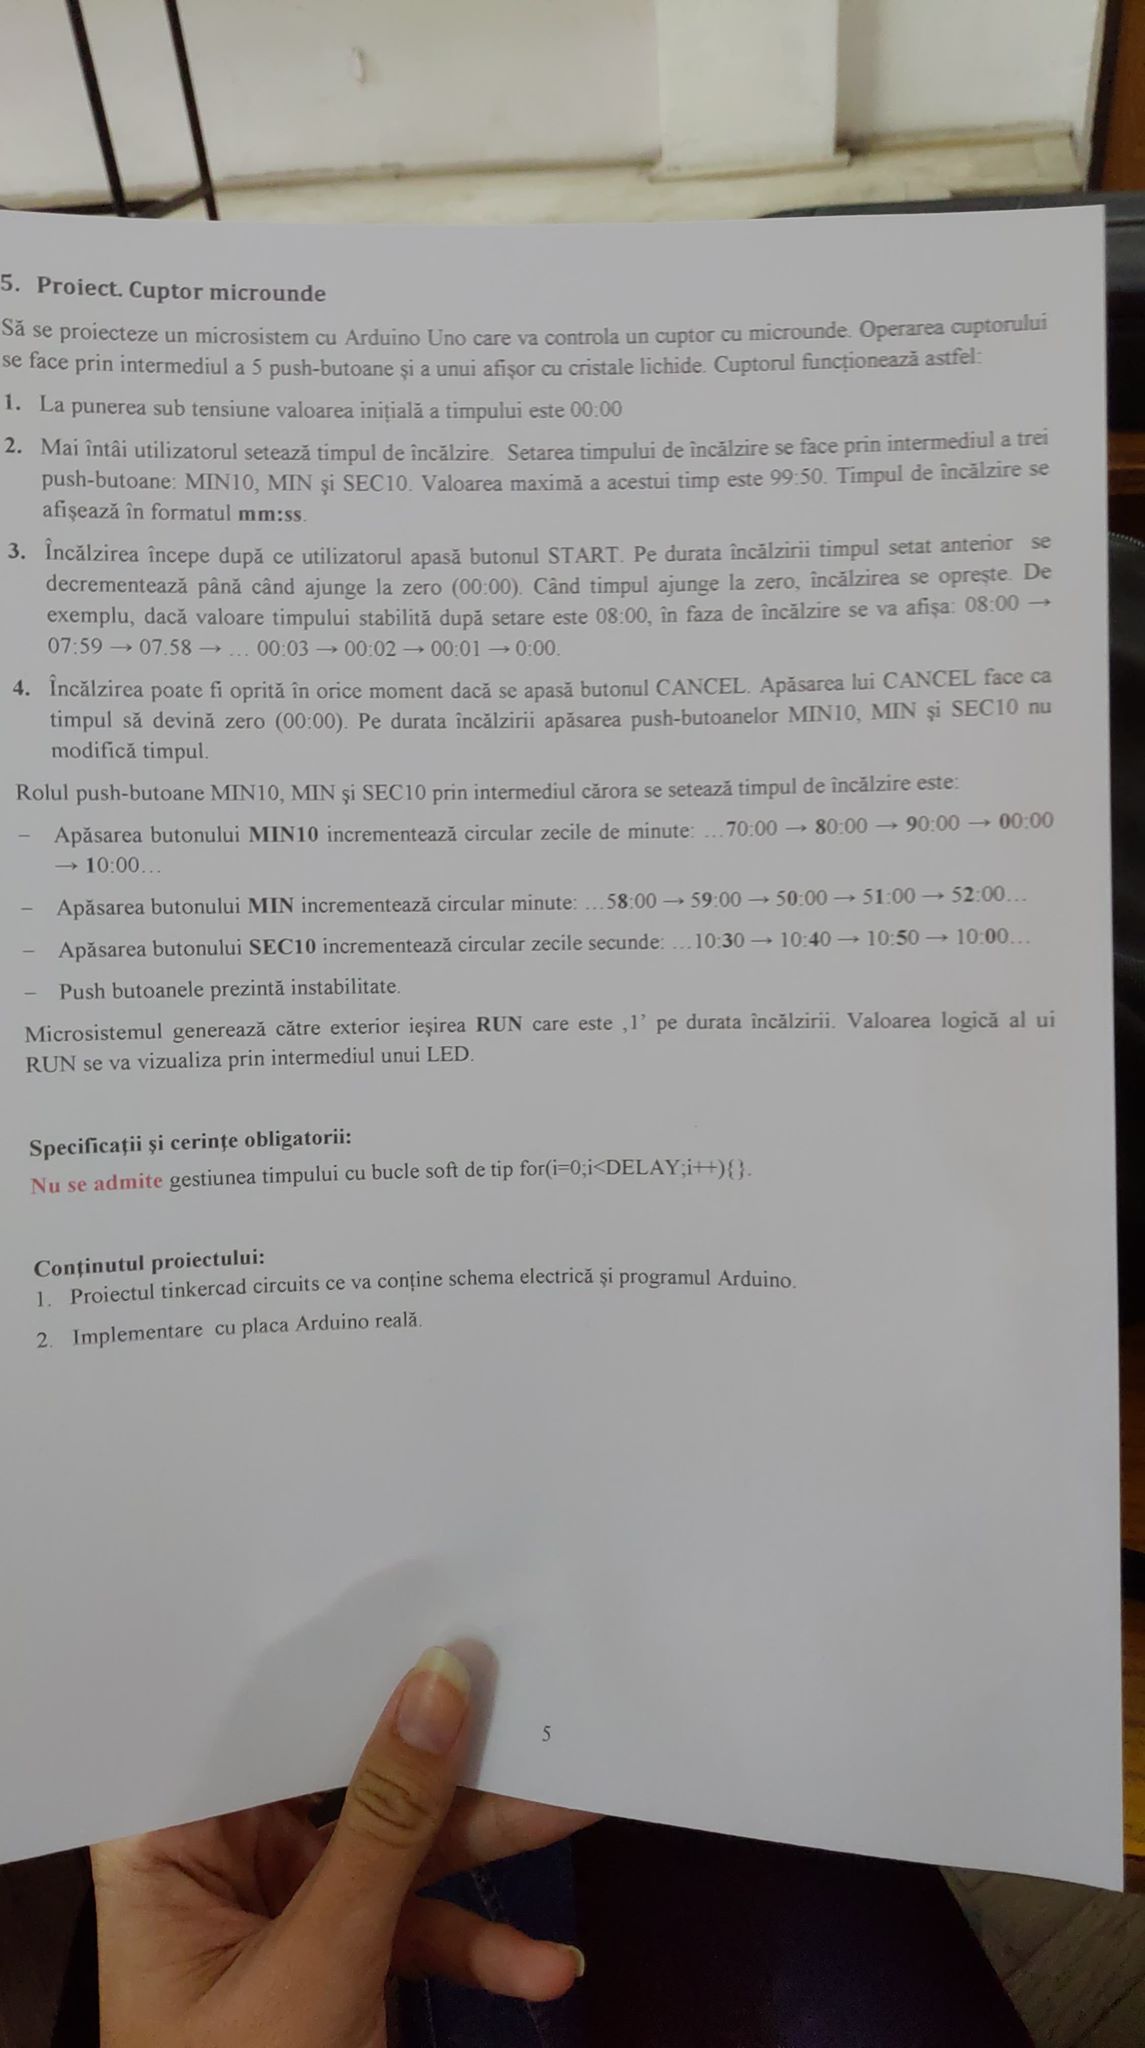 5. Proiect. Cuptor microunde
Să se proiecteze un microsistem cu Arduino Uno care va controla un cuptor cu microunde. Operarea cuptorului
se face prin intermediul a 5 push-butoane şi a unui afişor cu cristale lichide. Cuptorul funcţionează astfel:
1. La punerea sub tensiune valoarea iniţială a timpului este 00:00
2. Mai întâi utilizatorul setează timpul de încălzire. Setarea timpului de încălzire se face prin intermediul a trei
push-butoane: MIN10, MIN şi SEC10. Valoarea maximă a acestui timp este 99:50. Timpul de încălzire se
afişează în formatul mm:ss.
3. Încălzirea începe după ce utilizatorul apasă butonul START. Pe durata încălzirii timpul setat anterior se
decrementează până când ajunge la zero (00:00). Când timpul ajunge la zero, încălzirea se opreşte. De
exemplu, dacă valoare timpului stabilită după setare este 08:00, în faza de încălzire se va afişa: 08:00 →
07:59 → 07.58 → … 00:03 → 00:02 → 00:01 → 0:00.
4. Încălzirea poate fi oprită în orice moment dacă se apasă butonul CANCEL. Apăsarea lui CANCEL face ca
timpul să devină zero (00:00). Pe durata încălzirii apăsarea push-butoanelor MIN10, MIN şi SEC10 nu
modifică timpul.
Rolul push-butoane MIN10, MIN şi SEC10 prin intermediul cărora se setează timpul de încălzire este:
– Apăsarea butonului MIN10 incrementează circular zecile de minute: …70:00 → 80:00 → 90:00 → 00:00
→ 10:00…
– Apăsarea butonului MIN incrementează circular minute: …58:00 → 59:00 → 50:00 → 51:00 → 52:00…
– Apăsarea butonului SEC10 incrementează circular zecile secunde: …10:30 → 10:40 → 10:50 → 10:00…
– Push butoanele prezintă instabilitate.
Microsistemul generează către exterior ieşirea RUN care este ‚1’ pe durata încălzirii. Valoarea logică al ui
RUN se va vizualiza prin intermediul unui LED.
Specificaţii şi cerinţe obligatorii:
Nu se admite gestiunea timpului cu bucle soft de tip for(i=0;i<DELAY;i++){}.
Conţinutul proiectului:
1. Proiectul tinkercad circuits ce va conţine schema electrică şi programul Arduino.
2. Implementare cu placa Arduino reală.
5